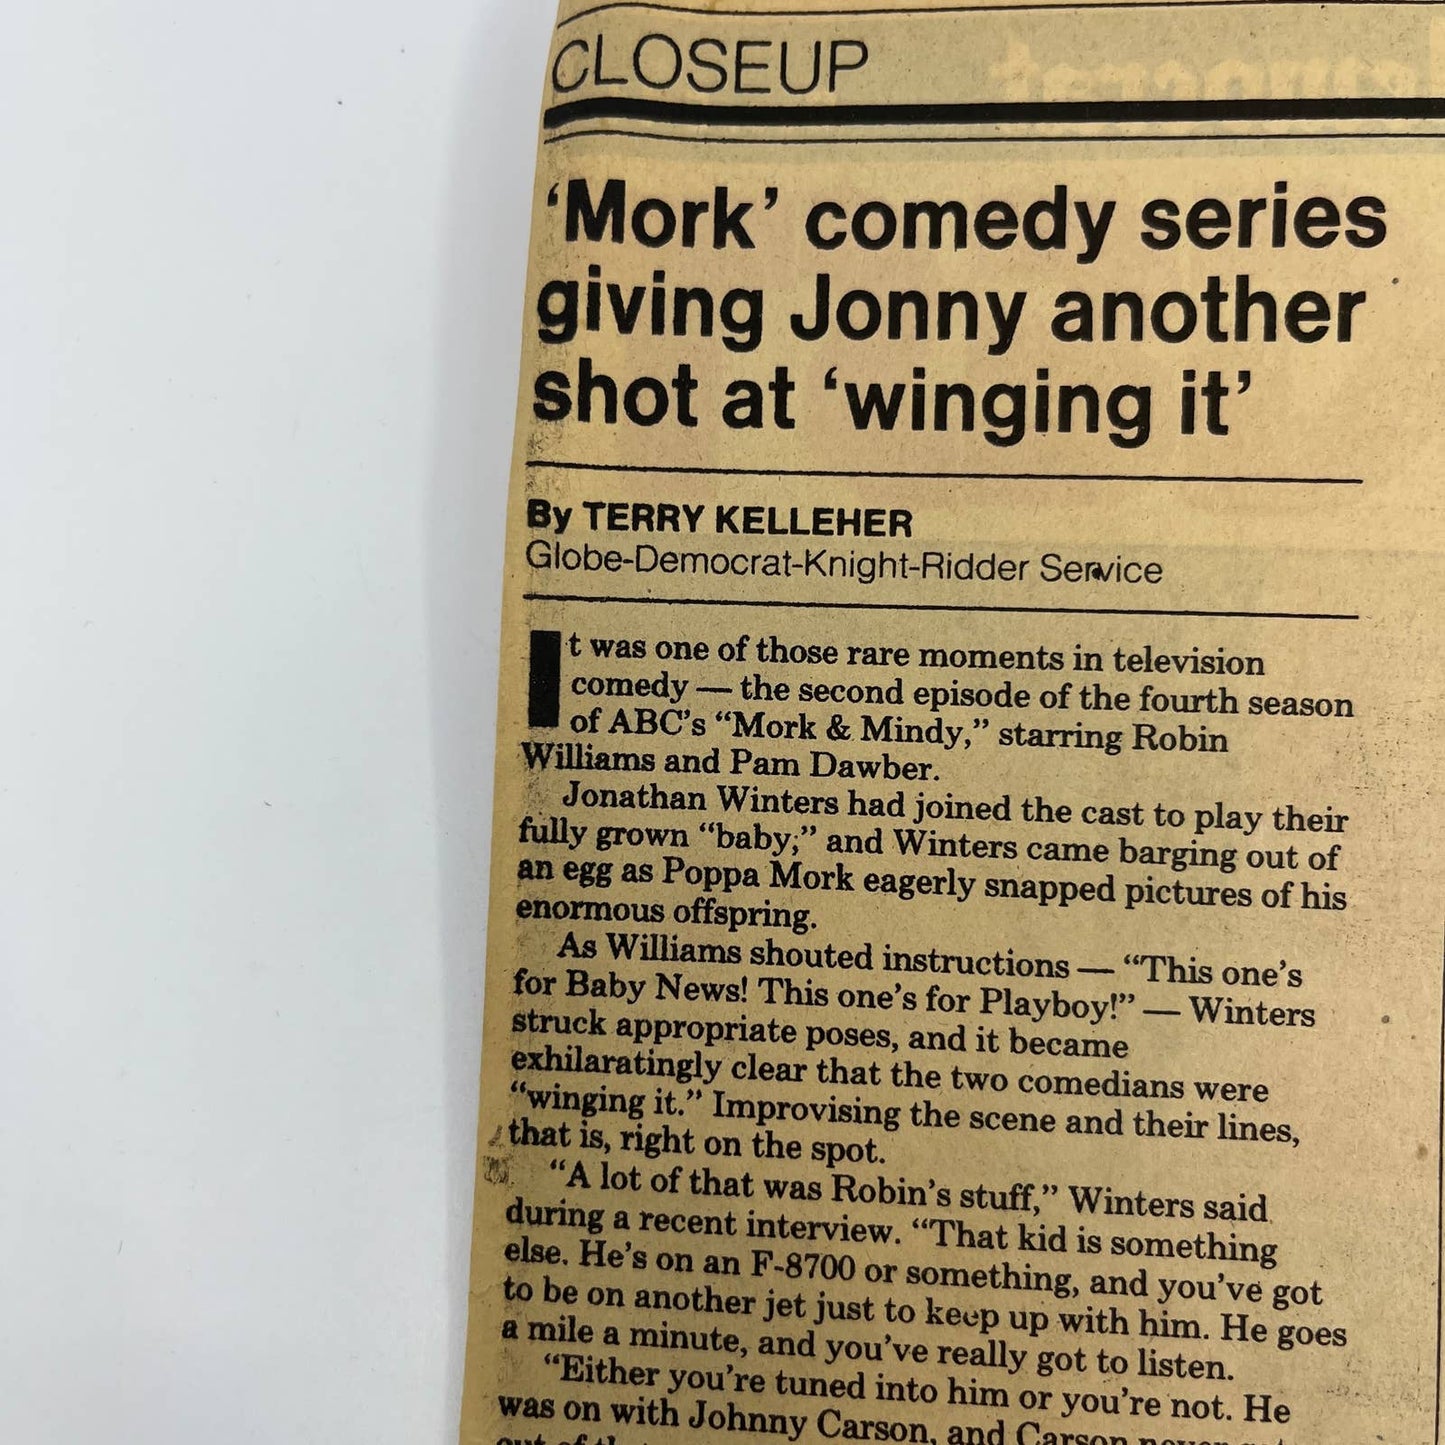 CLOSEUP
‘Mork’ comedy series
giving Jonny another
shot at ‘winging it’
By TERRY KELLEHER
Globe-Democrat-Knight-Ridder Service
It was one of those rare moments in television
comedy — the second episode of the fourth season
of ABC’s “Mork & Mindy,” starring Robin
Williams and Pam Dawber.
Jonathan Winters had joined the cast to play their
fully grown “baby;” and Winters came barging out of
an egg as Poppa Mork eagerly snapped pictures of his
enormous offspring.
As Williams shouted instructions — “This one’s
for Baby News! This one’s for Playboy!” — Winters
struck appropriate poses, and it became
exhilaratingly clear that the two comedians were
“winging it.” Improvising the scene and their lines,
that is, right on the spot.
“A lot of that was Robin’s stuff,” Winters said
during a recent interview. “That kid is something
else. He’s on an F-8700 or something, and you’ve got
to be on another jet just to keep up with him. He goes
a mile a minute, and you’ve really got to listen.
“Either you’re tuned into him or you’re not. He
was on with Johnny Carson, and Carson never